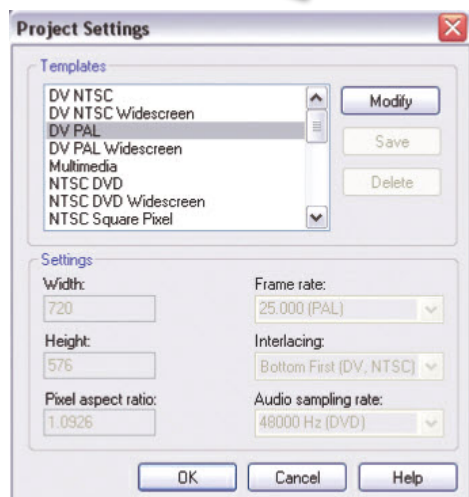 Project Settings
Templates
DV NTSC
DV NTSC Widescreen
DV PAL
DV PAL Widescreen
Multimedia
NTSC DVD
NTSC DVD Widescreen
NTSC Square Pixel
Modify
Save
Delete
Settings
Width:
720
Frame rate:
25.000 (PAL)
Height:
576
Interlacing:
Bottom First (DV, NTSC)
Pixel aspect ratio:
1.0926
Audio sampling rate:
48000 Hz (DVD)
OK
Cancel
Help